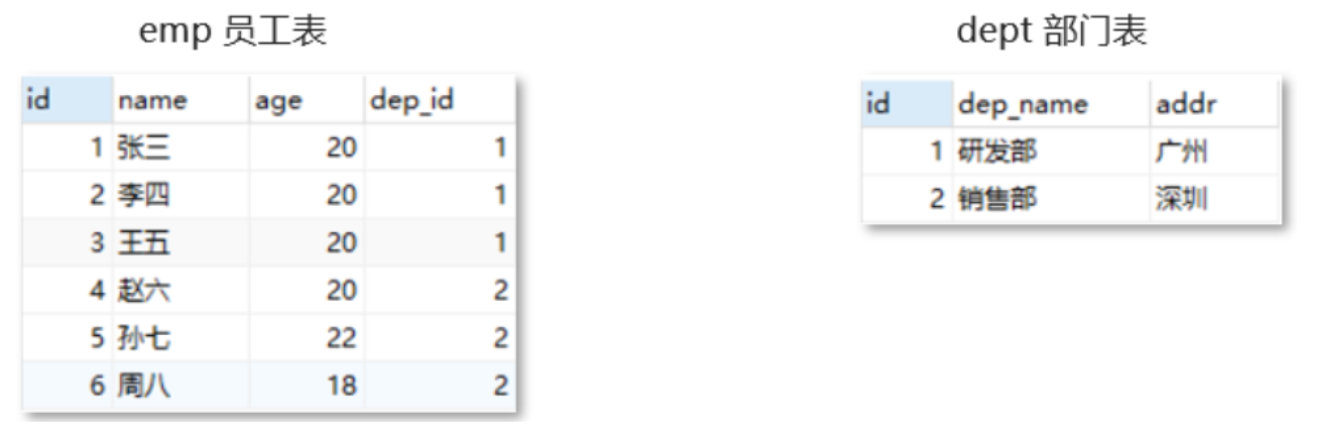 emp 员工表
id name age dep_id
1 张三 20 1
2 李四 20 1
3 王五 20 1
4 赵六 20 2
5 孙七 22 2
6 周八 18 2
dept 部门表
id dep_name addr
1 研发部 广州
2 销售部 深圳